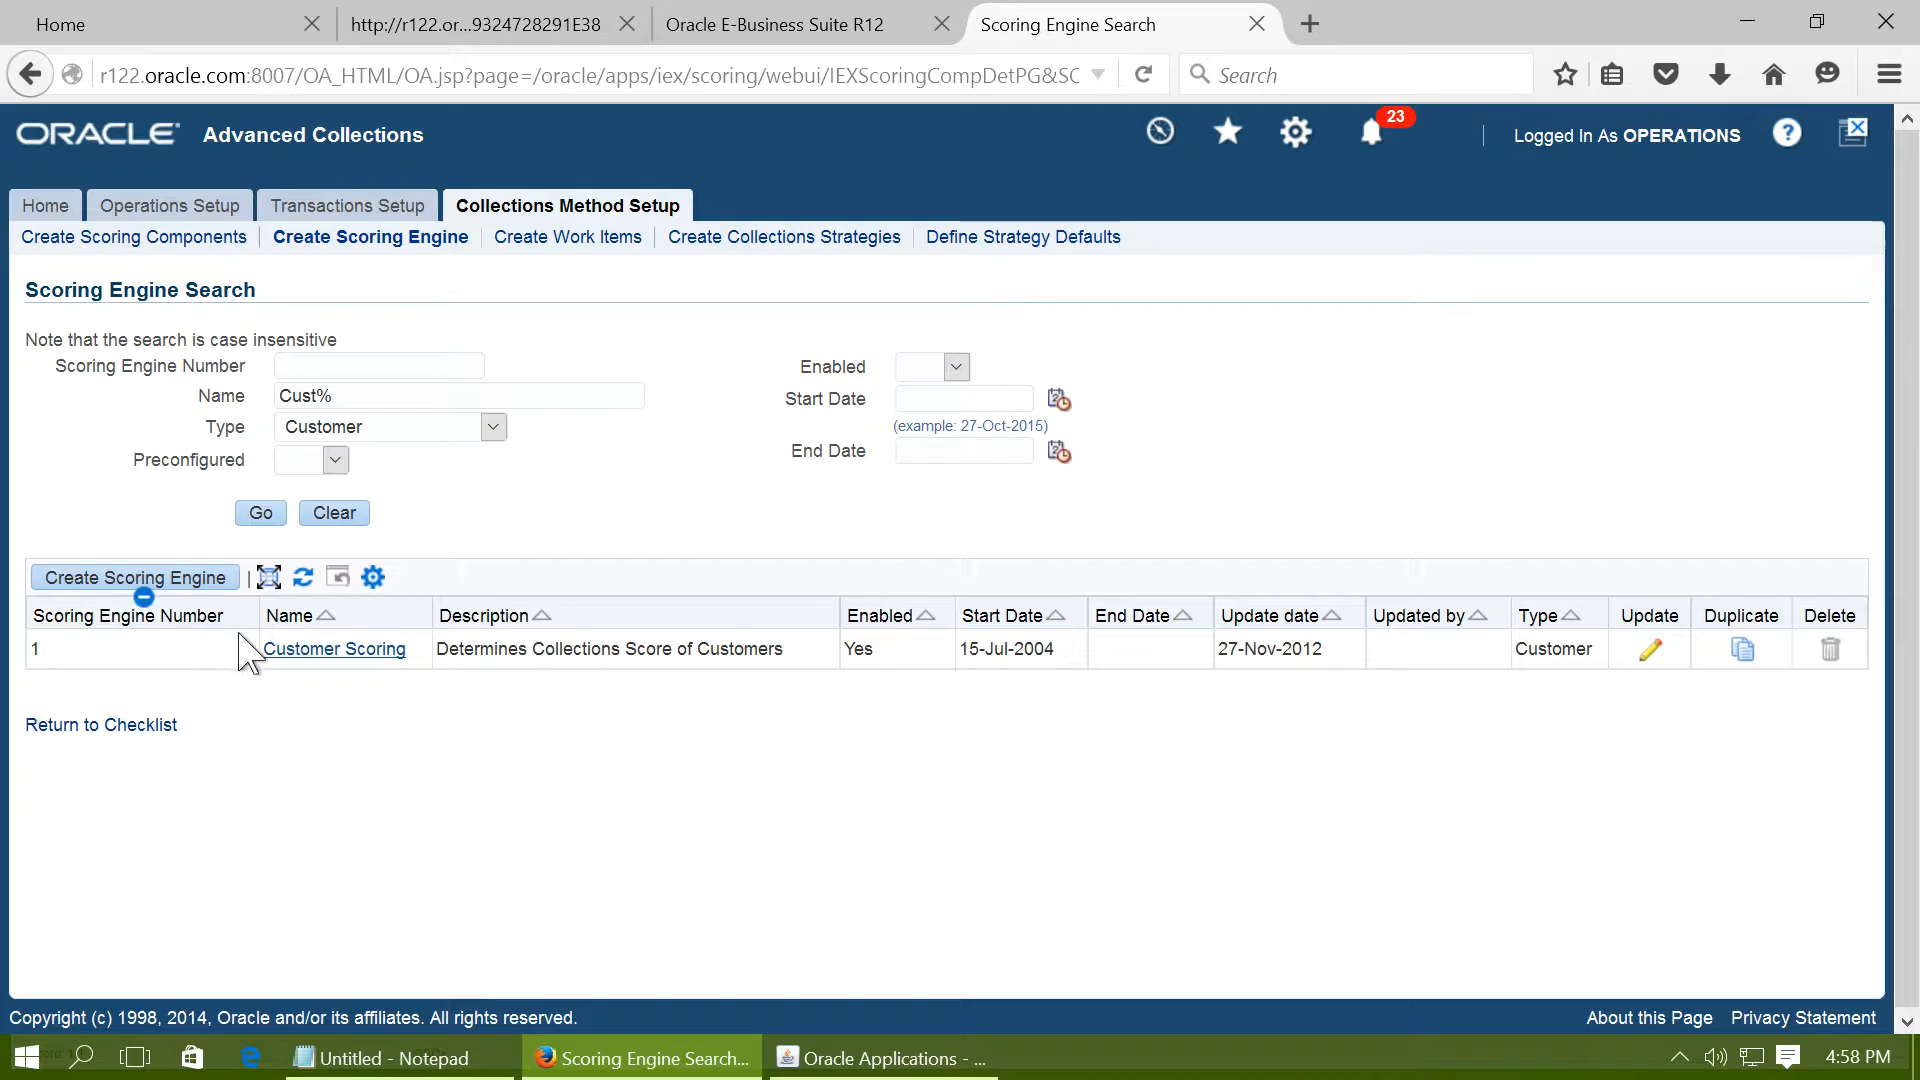 Home
http://r122.or...9324728291E38
Oracle E-Business Suite R12
Scoring Engine Search
r122.oracle.com:8007/OA_HTML/OA.jsp?page=/oracle/apps/iex/scoring/webui/IEXScoringCompDetPG&SC
Search
ORACLE Advanced Collections
23
Logged In As OPERATIONS
Home
Operations Setup
Transactions Setup
Collections Method Setup
Create Scoring Components
Create Scoring Engine
Create Work Items
Create Collections Strategies
Define Strategy Defaults
Scoring Engine Search
Note that the search is case insensitive
Scoring Engine Number
Name Cust%
Type Customer
Preconfigured
Enabled
Start Date
(example: 27-Oct-2015)
End Date
Go Clear
Create Scoring Engine
Scoring Engine Number Name Description Enabled Start Date End Date Update date Updated by Type Update Duplicate Delete
1 Customer Scoring Determines Collections Score of Customers Yes 15-Jul-2004 27-Nov-2012 Customer
Return to Checklist
Copyright (c) 1998, 2014, Oracle and/or its affiliates. All rights reserved.
About this Page Privacy Statement
Untitled - Notepad
Scoring Engine Search...
Oracle Applications - ...
4:58 PM